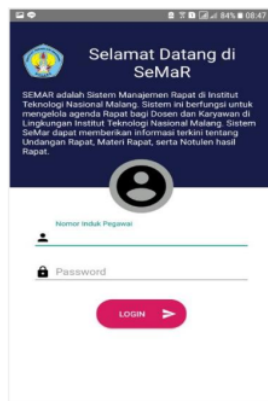 84% 08:47
Selamat Datang di
SeMaR
SEMAR adalah Sistem Manajemen Rapat di Institut
Teknologi Nasional Malang. Sistem ini berfungsi untuk
mengelola agenda Rapat bagi Dosen dan Karyawan di
Lingkungan Institut Teknologi Nasional Malang. Sistem
SeMar dapat memberikan informasi terkini tentang
Undangan Rapat, Materi Rapat, serta Notulen hasil
Rapat.
Nomor Induk Pegawai
Password
LOGIN